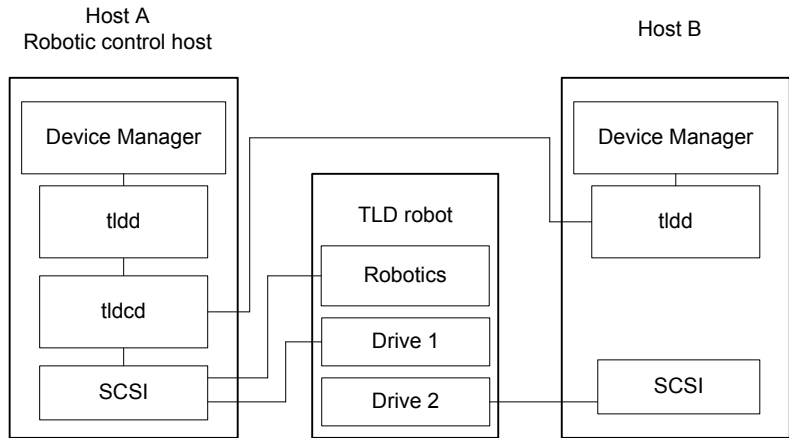 Host A
Robotic control host
Host B
Device Manager
tldd
tldcd
SCSI
TLD robot
Robotics
Drive 1
Drive 2
Device Manager
tldd
SCSI